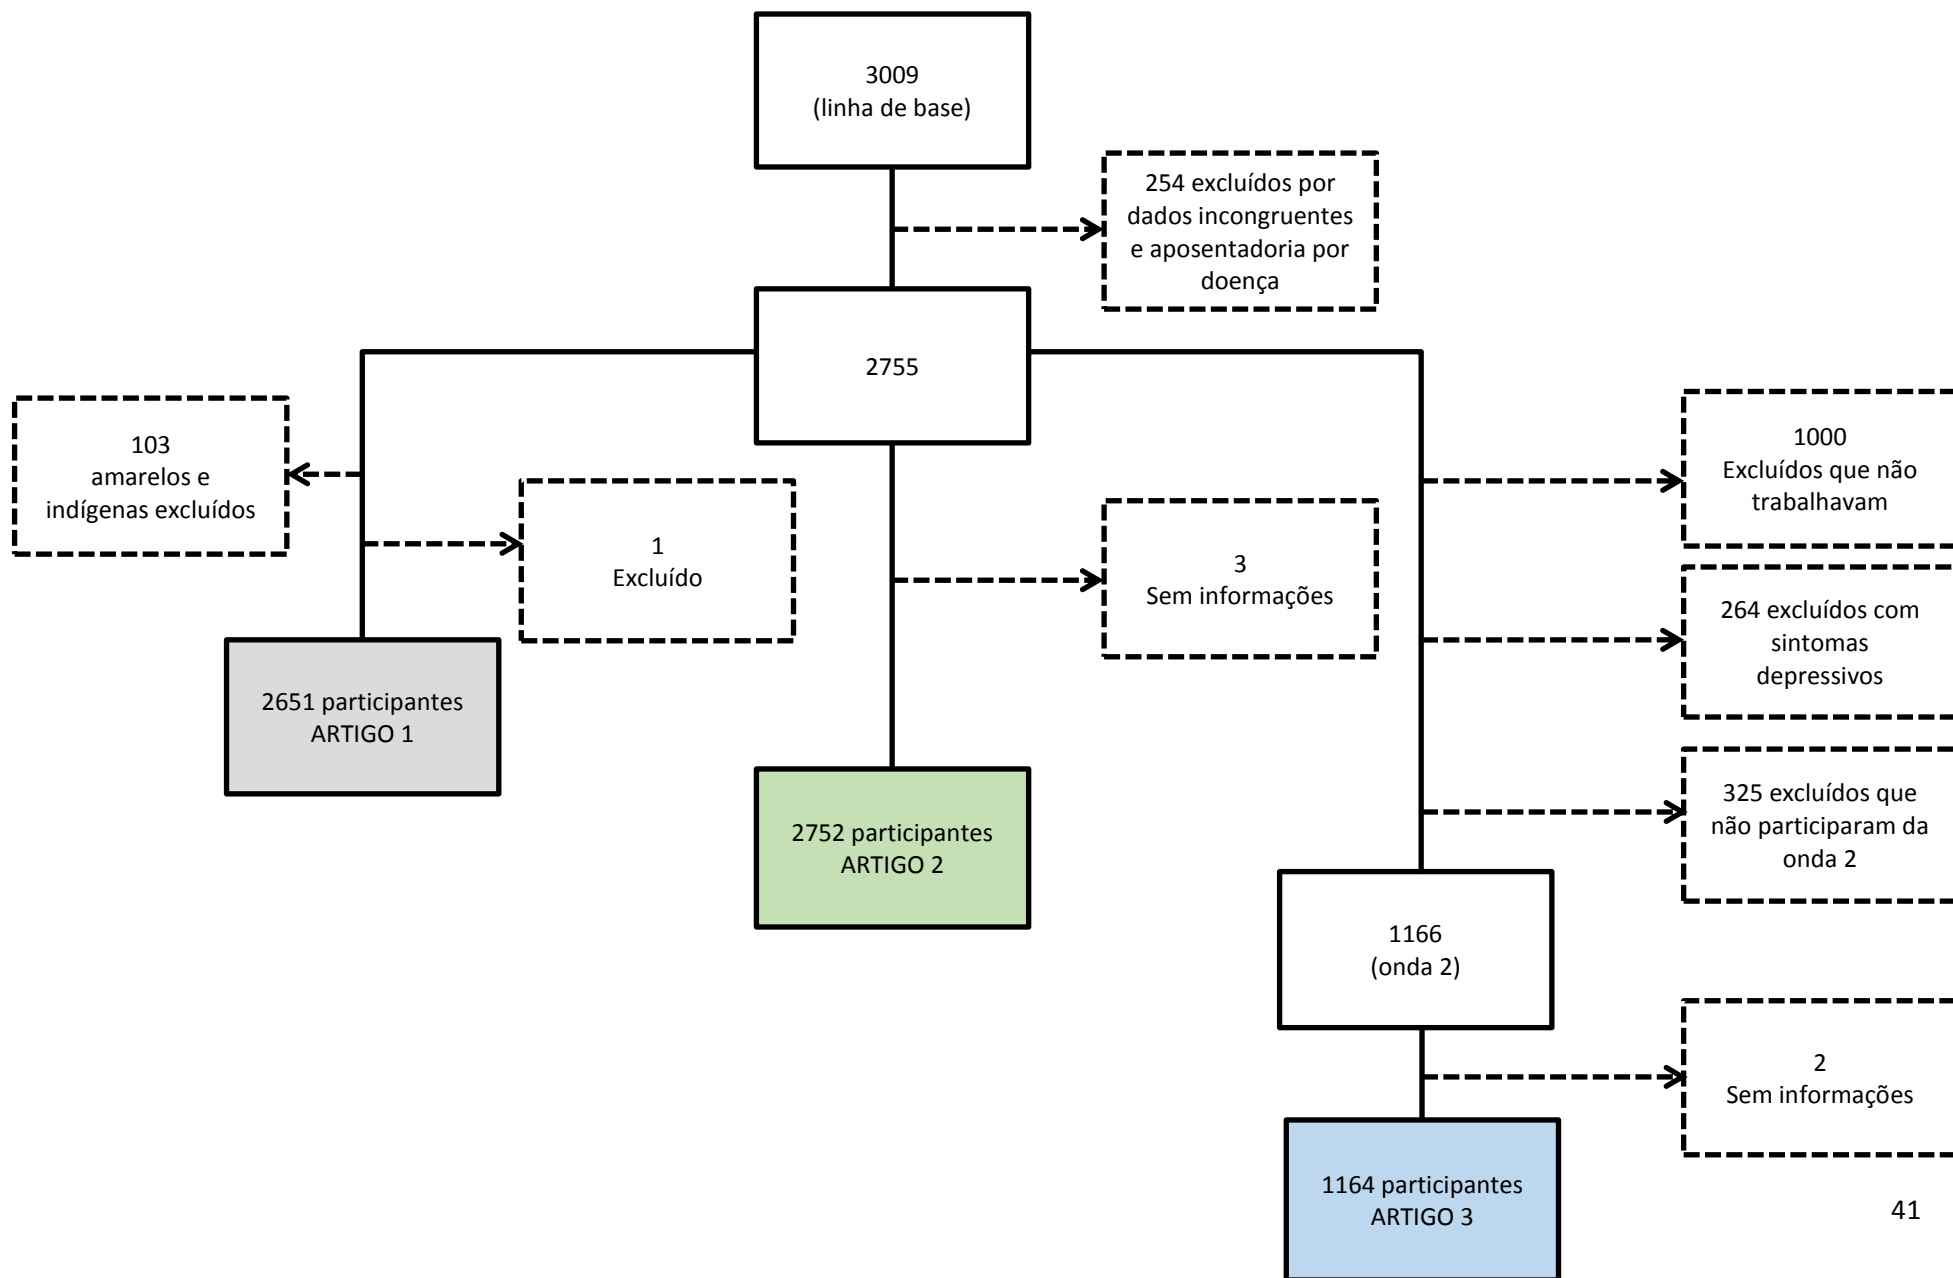 3009
(linha de base)
254 excluídos por
dados incongruentes
e aposentadoria por
doença
2755
103
amarelos e
indígenas excluídos
1
Excluído
3
Sem informações
1000
Excluídos que não
trabalhavam
264 excluídos com
sintomas
depressivos
2651 participantes
ARTIGO 1
2752 participantes
ARTIGO 2
325 excluídos que
não participaram da
onda 2
1166
(onda 2)
2
Sem informações
1164 participantes
ARTIGO 3
41